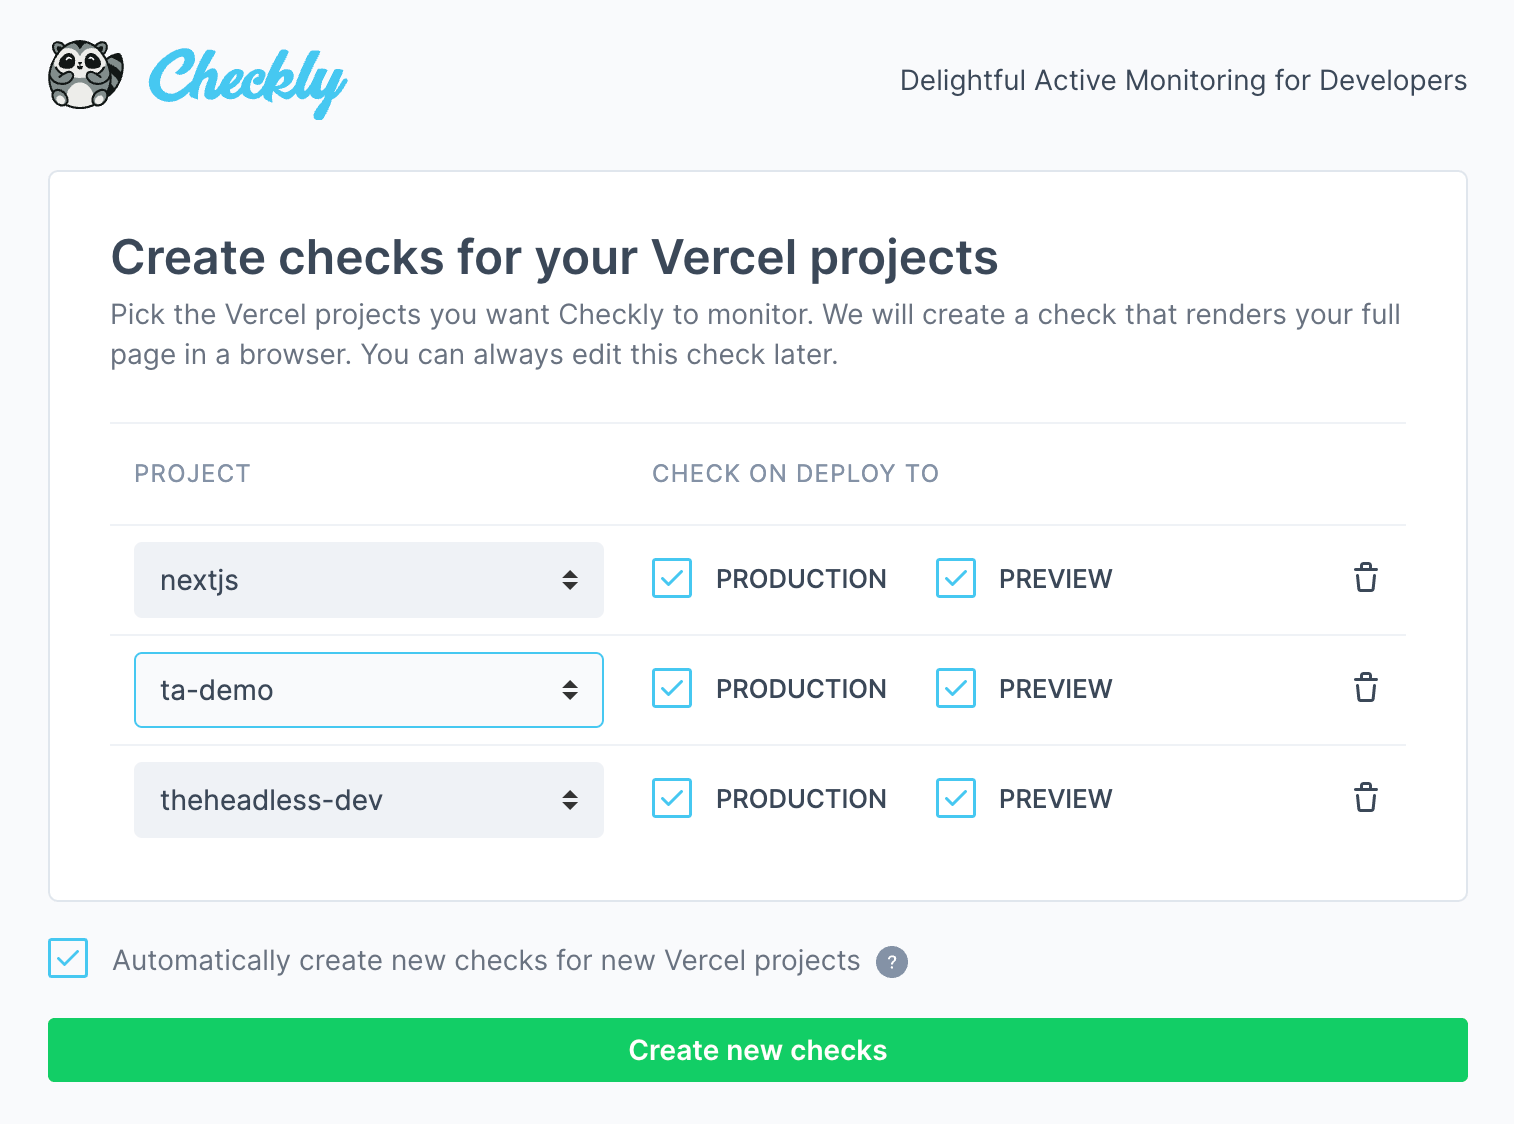 Checkly
Delightful Active Monitoring for Developers
Create checks for your Vercel projects
Pick the Vercel projects you want Checkly to monitor. We will create a check that renders your full
page in a browser. You can always edit this check later.
PROJECT CHECK ON DEPLOY TO
nextjs PRODUCTION PREVIEW
ta-demo PRODUCTION PREVIEW
theheadless-dev PRODUCTION PREVIEW
Automatically create new checks for new Vercel projects ?
Create new checks